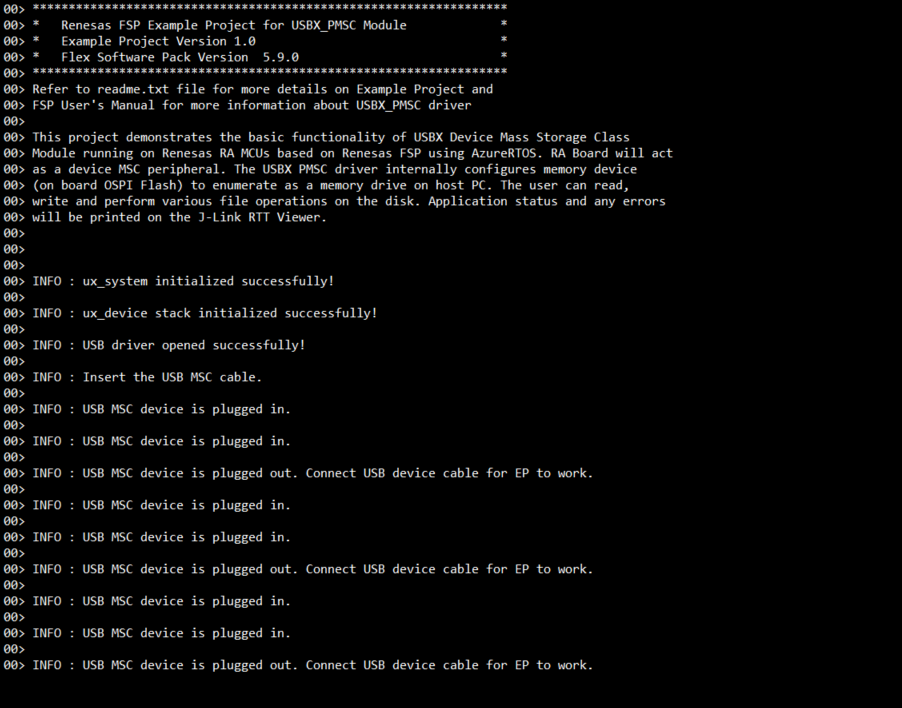 00> ******************************************************************
00> *   Renesas FSP Example Project for USBX_PMSC Module             *
00> *   Example Project Version 1.0                                  *
00> *   Flex Software Pack Version  5.9.0                            *
00> ******************************************************************
00> Refer to readme.txt file for more details on Example Project and
00> FSP User's Manual for more information about USBX_PMSC driver
00>
00> This project demonstrates the basic functionality of USBX Device Mass Storage Class
00> Module running on Renesas RA MCUs based on Renesas FSP using AzureRTOS. RA Board will act
00> as a device MSC peripheral. The USBX PMSC driver internally configures memory device
00> (on board OSPI Flash) to enumerate as a memory drive on host PC. The user can read,
00> write and perform various file operations on the disk. Application status and any errors
00> will be printed on the J-Link RTT Viewer.
00>
00>
00>
00> INFO : ux_system initialized successfully!
00>
00> INFO : ux_device stack initialized successfully!
00>
00> INFO : USB driver opened successfully!
00>
00> INFO : Insert the USB MSC cable.
00>
00> INFO : USB MSC device is plugged in.
00>
00> INFO : USB MSC device is plugged in.
00>
00> INFO : USB MSC device is plugged out. Connect USB device cable for EP to work.
00>
00> INFO : USB MSC device is plugged in.
00>
00> INFO : USB MSC device is plugged in.
00>
00> INFO : USB MSC device is plugged out. Connect USB device cable for EP to work.
00>
00> INFO : USB MSC device is plugged in.
00>
00> INFO : USB MSC device is plugged in.
00>
00> INFO : USB MSC device is plugged out. Connect USB device cable for EP to work.